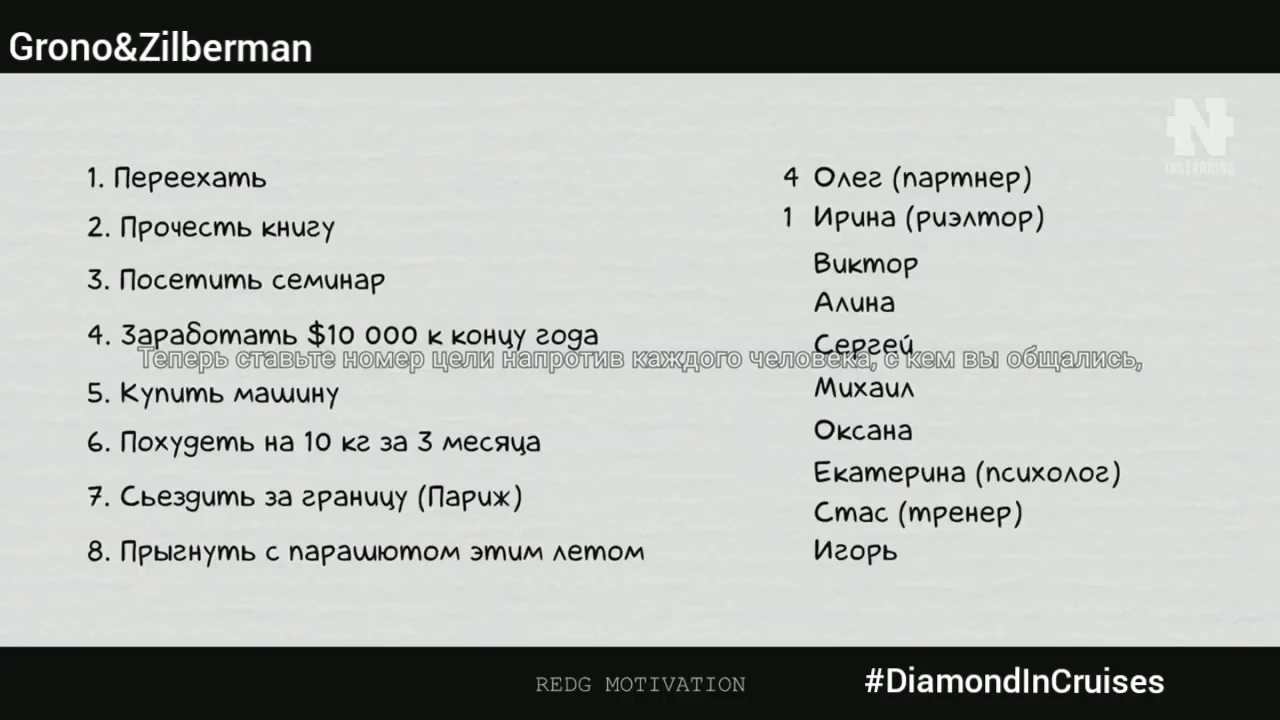 Grono&Zilberman
1. Переехать
2. Прочесть книгу
3. Посетить семинар
4. Заработать $10 000 к концу года
5. Купить машину
6. Похудеть на 10 кг за 3 месяца
7. Сьездить за границу (Париж)
8. Прыгнуть с парашютом этим летом
4 Олег (партнер)
1 Ирина (риэлтор)
Виктор
Алина
Сергей
Михаил
Оксана
Екатерина (психолог)
Стас (тренер)
Игорь
Теперь ставьте номер цели напротив каждого человека, с кем вы общались,
REDG MOTIVATION
#DiamondInCruises